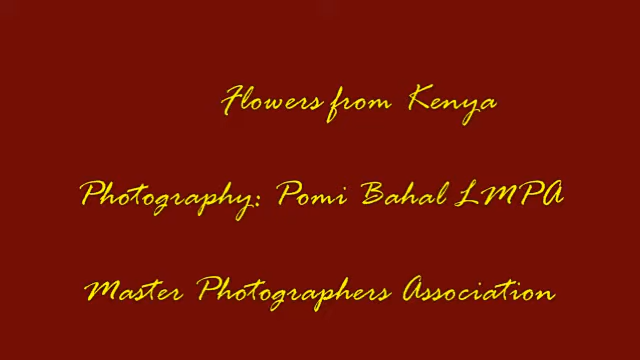 Flowers from Kenya
Photography: Pomi Bahal LMPA
Master Photographers Association